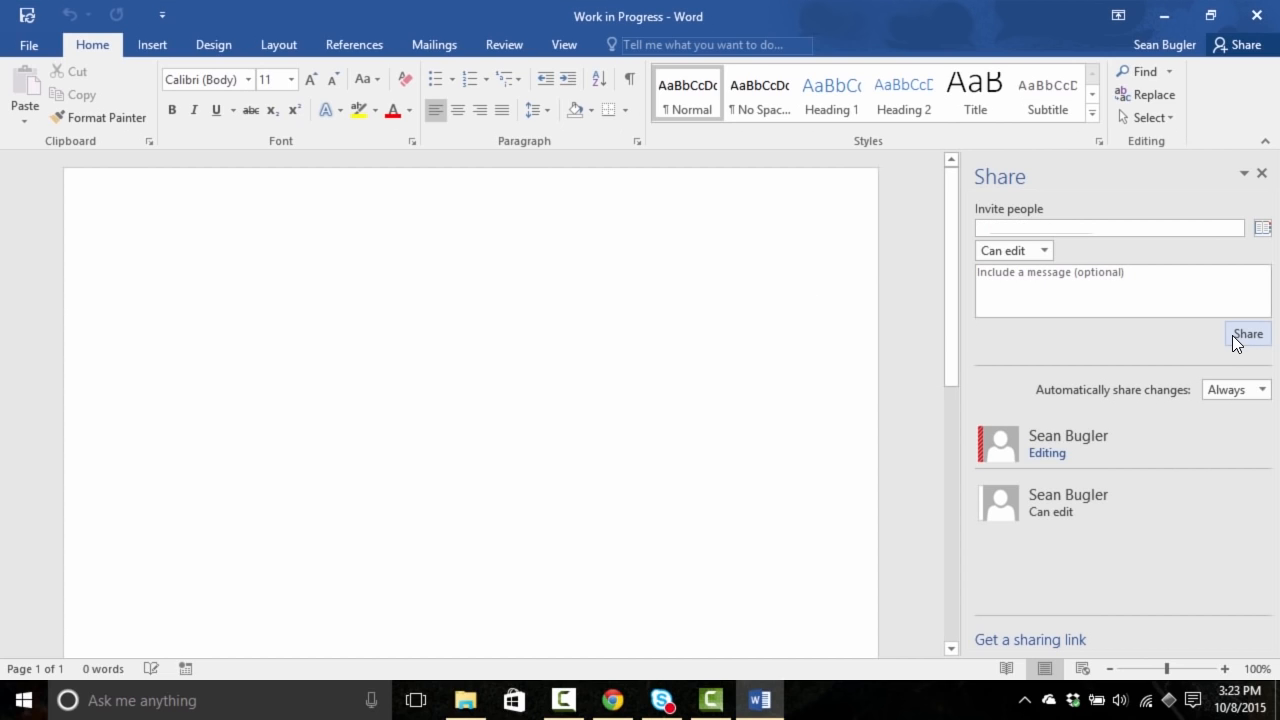 Work in Progress - Word
File Home Insert Design Layout References Mailings Review View Tell me what you want to do... Sean Bugler Share
Paste
Cut
Copy
Format Painter
Clipboard
Calibri (Body) 11
Aa
B I U abc X₂ X² A aby A
Font
Paragraph
AaBbCcDc AaBbCcDc AaBbCc AaBbCcD AaB AaBbCcD
¶ Normal ¶ No Spac... Heading 1 Heading 2 Title Subtitle
Styles
Find
Replace
Select
Editing
Share
Invite people
Can edit
Include a message (optional)
Share
Automatically share changes: Always
Sean Bugler
Editing
Sean Bugler
Can edit
Get a sharing link
Page 1 of 1 0 words 100%
Ask me anything
3:23 PM
10/8/2015